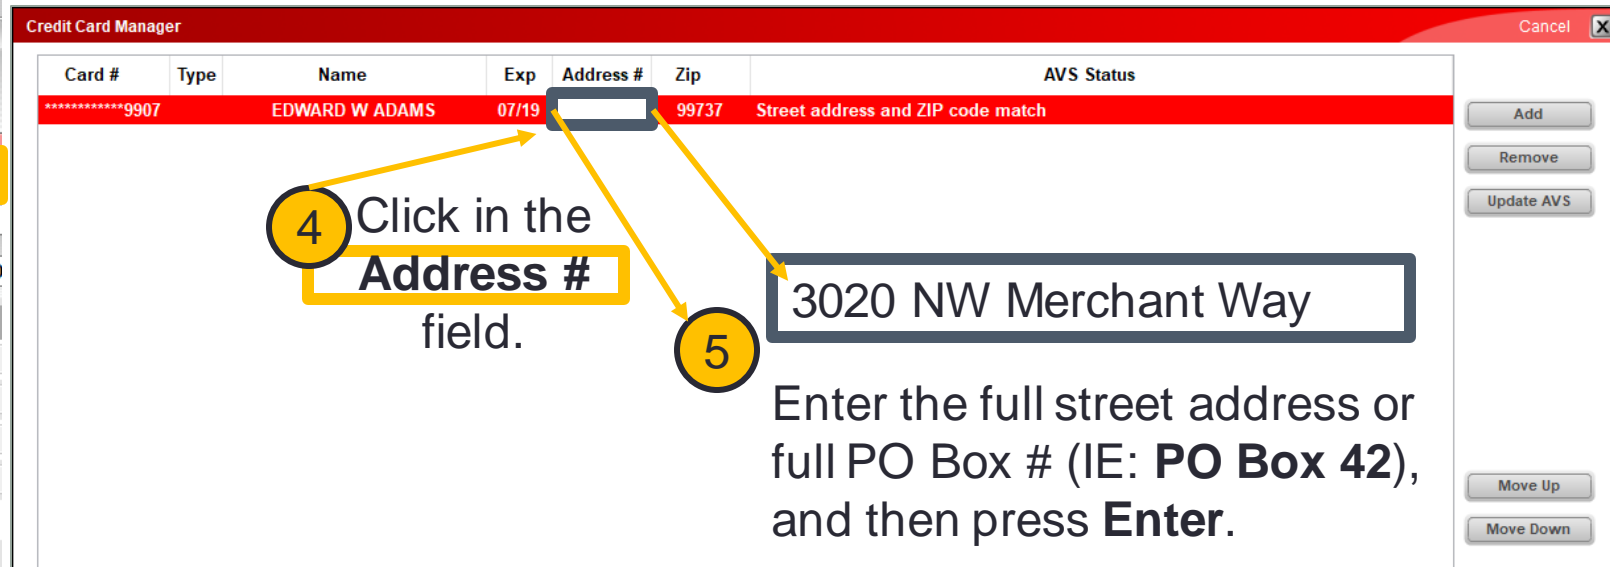 Credit Card Manager Cancel X
Card # Type Name Exp Address # Zip AVS Status
************9907 EDWARD W ADAMS 07/19 99737 Street address and ZIP code match
Add
Remove
Update AVS
4 Click in the
Address #
field.
3020 NW Merchant Way
5
Enter the full street address or
full PO Box # (IE: PO Box 42),
and then press Enter.
Move Up
Move Down